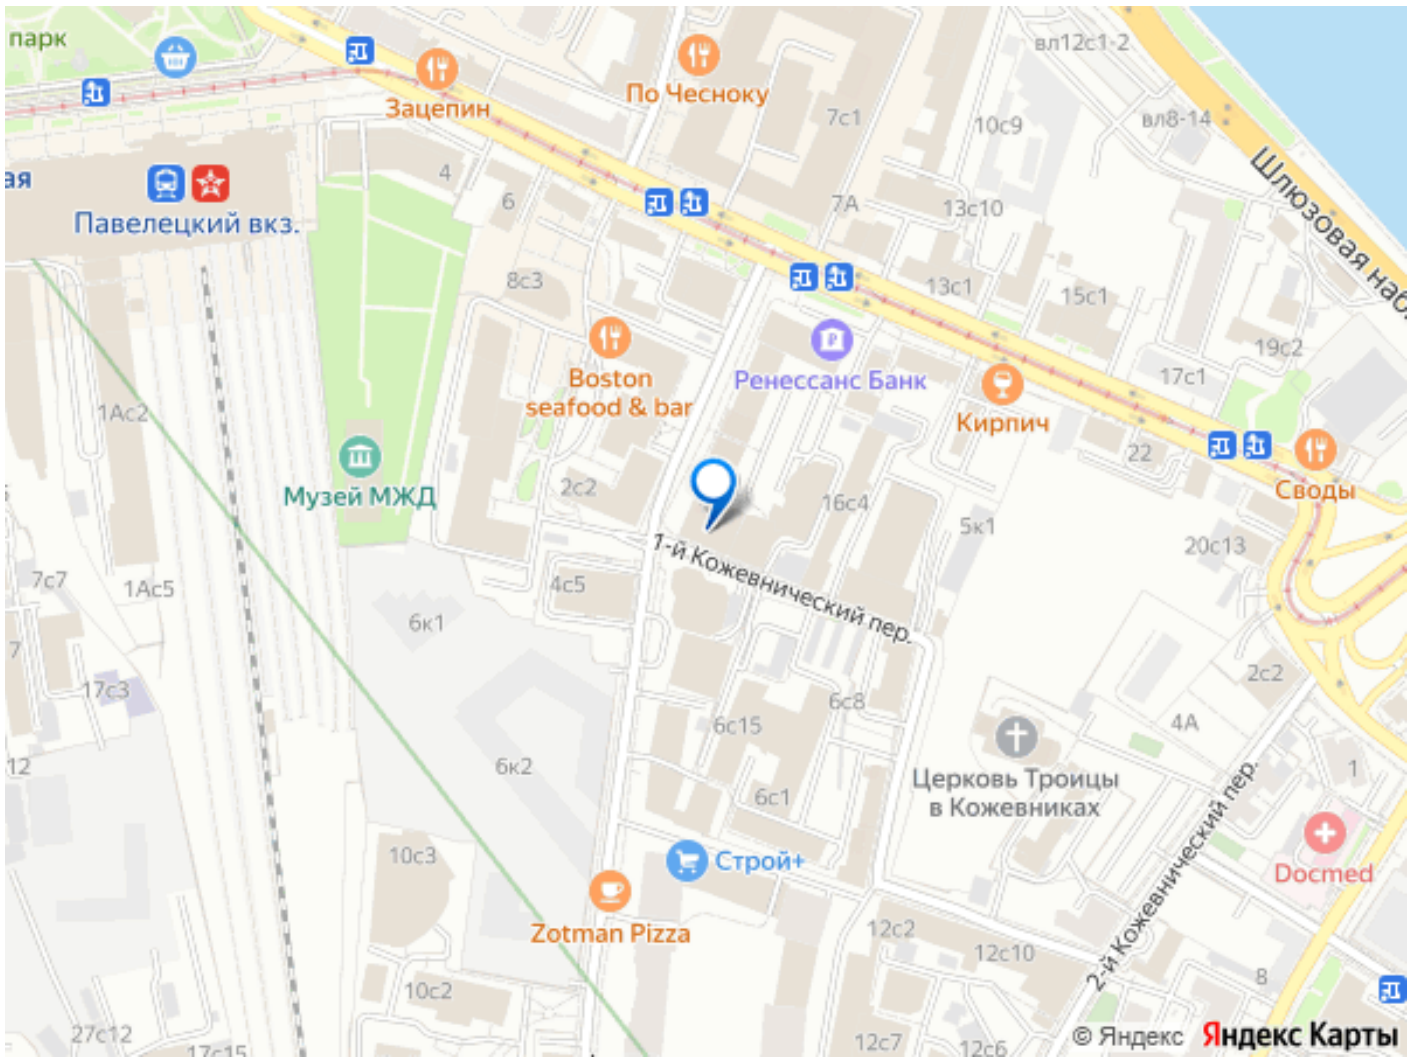 парк
вл12с1-2
По Чесноку
Зацепин
7с1
10с9
вл8-14
Шлюзовая наб.
ая
4
6
7А
13с10
Павелецкий вкз.
8с3
13с1
15с1
19с2
17с1
Boston
seafood & bar
Ренессанс Банк
Кирпич
1Ас2
22
Музей МЖД
2с2
16с4
Своды
5к1
1-й Кожевнический пер.
20с13
7с7
1Ас5
4с5
6к1
7
17с3
2с2
6с8
4А
6с15
12
6к2
Церковь Троицы
в Кожевниках
1
6с1
2-й Кожевнический пер.
10с3
Строй+
Docmed
Zotman Pizza
12с2
12с10
8
10с2
27с12
17с15
12с7
12с6
© Яндекс Яндекс Карты